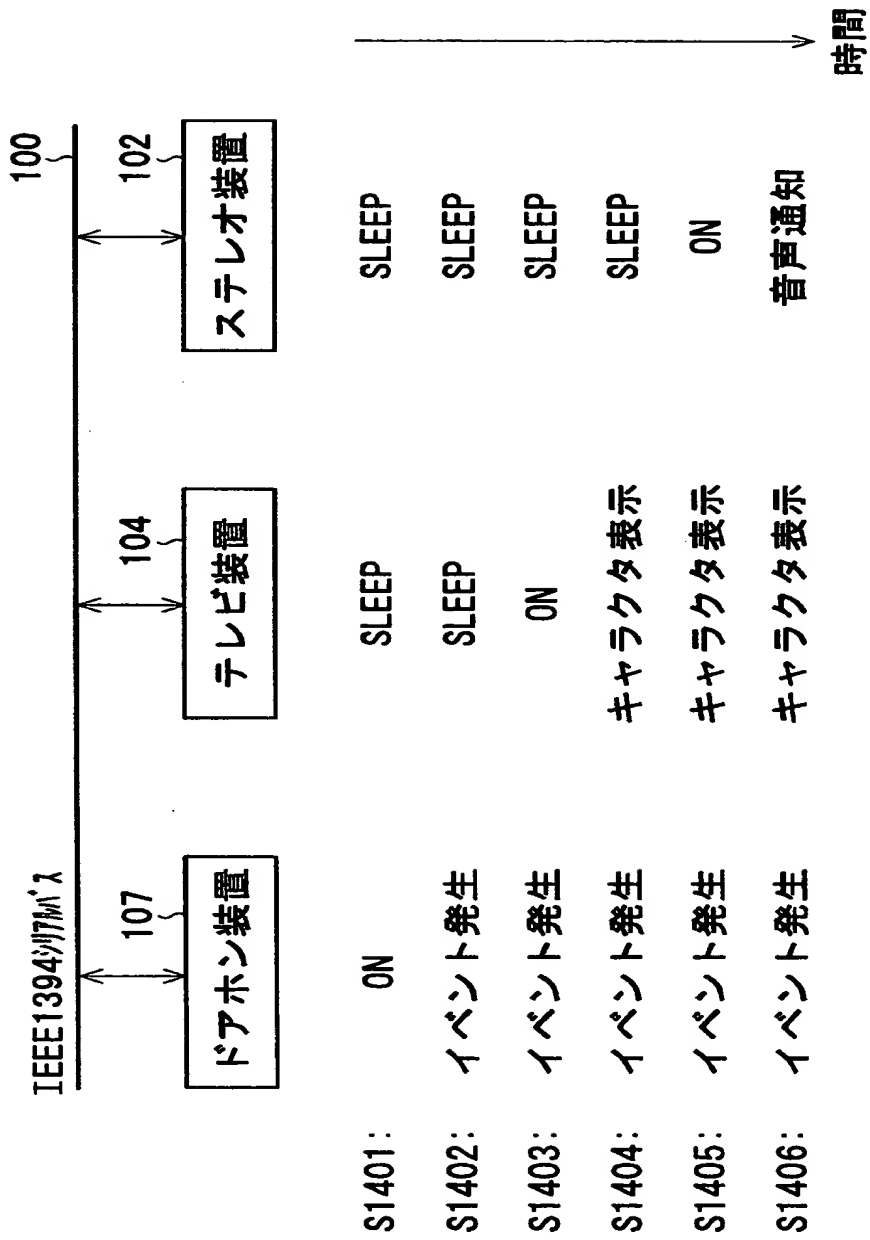 IEEE1394ｼﾘｱﾙﾊﾞｽ
100
107
104
102
ドアホン装置
テレビ装置
ステレオ装置
S1401: ON SLEEP SLEEP
S1402: イベント発生 SLEEP SLEEP
S1403: イベント発生 ON SLEEP
S1404: イベント発生 キャラクタ表示 SLEEP
S1405: イベント発生 キャラクタ表示 ON
S1406: イベント発生 キャラクタ表示 音声通知
時間